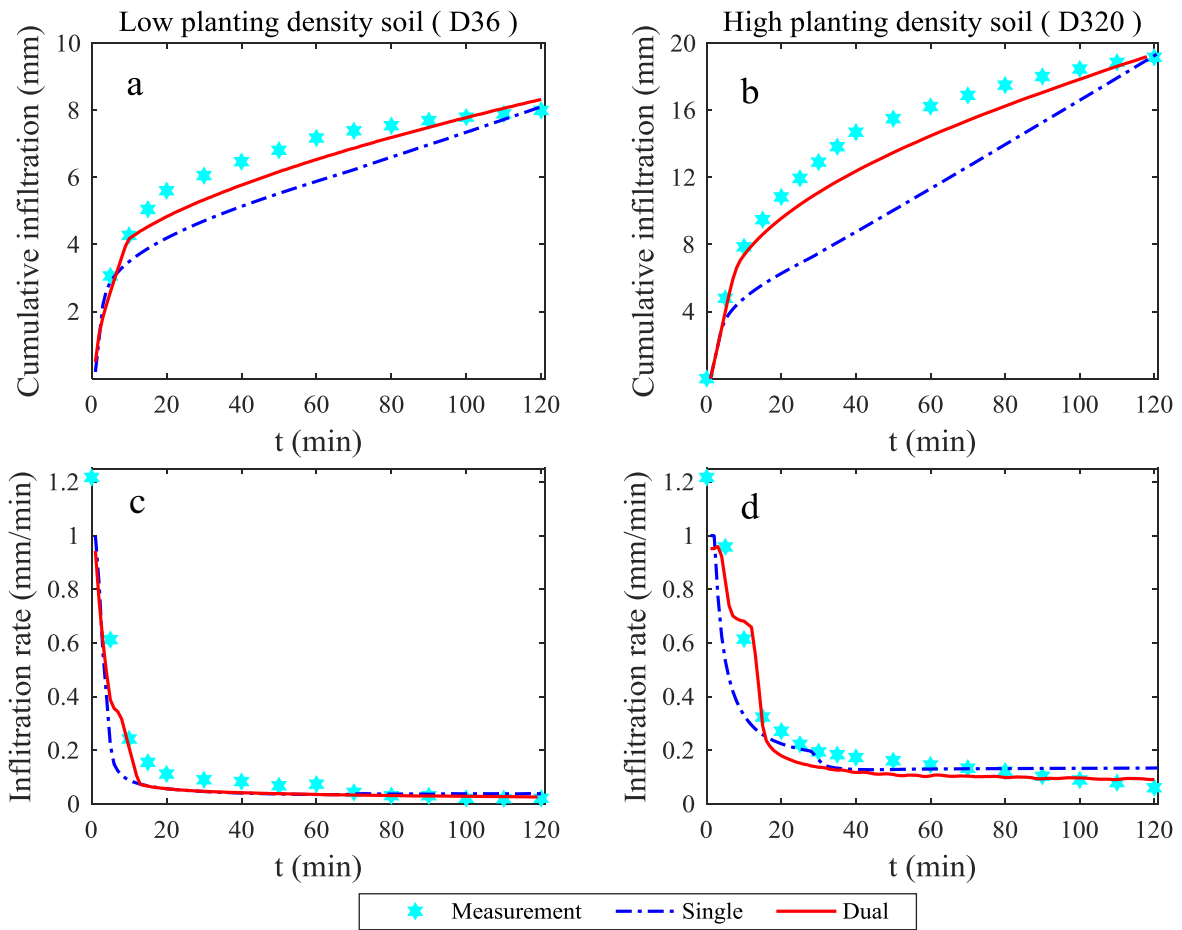 Low planting density soil ( D36 )
High planting density soil ( D320 )
Cumulative infiltration (mm)
10
8
6
4
2
a
0 20 40 60 80 100 120
t (min)
Cumulative infiltration (mm)
20
16
12
8
4
b
0 20 40 60 80 100 120
t (min)
Inflitration rate (mm/min)
1.2
1
0.8
0.6
0.4
0.2
0
c
0 20 40 60 80 100 120
t (min)
Inflitration rate (mm/min)
1.2
1
0.8
0.6
0.4
0.2
0
d
0 20 40 60 80 100 120
t (min)
Measurement Single Dual